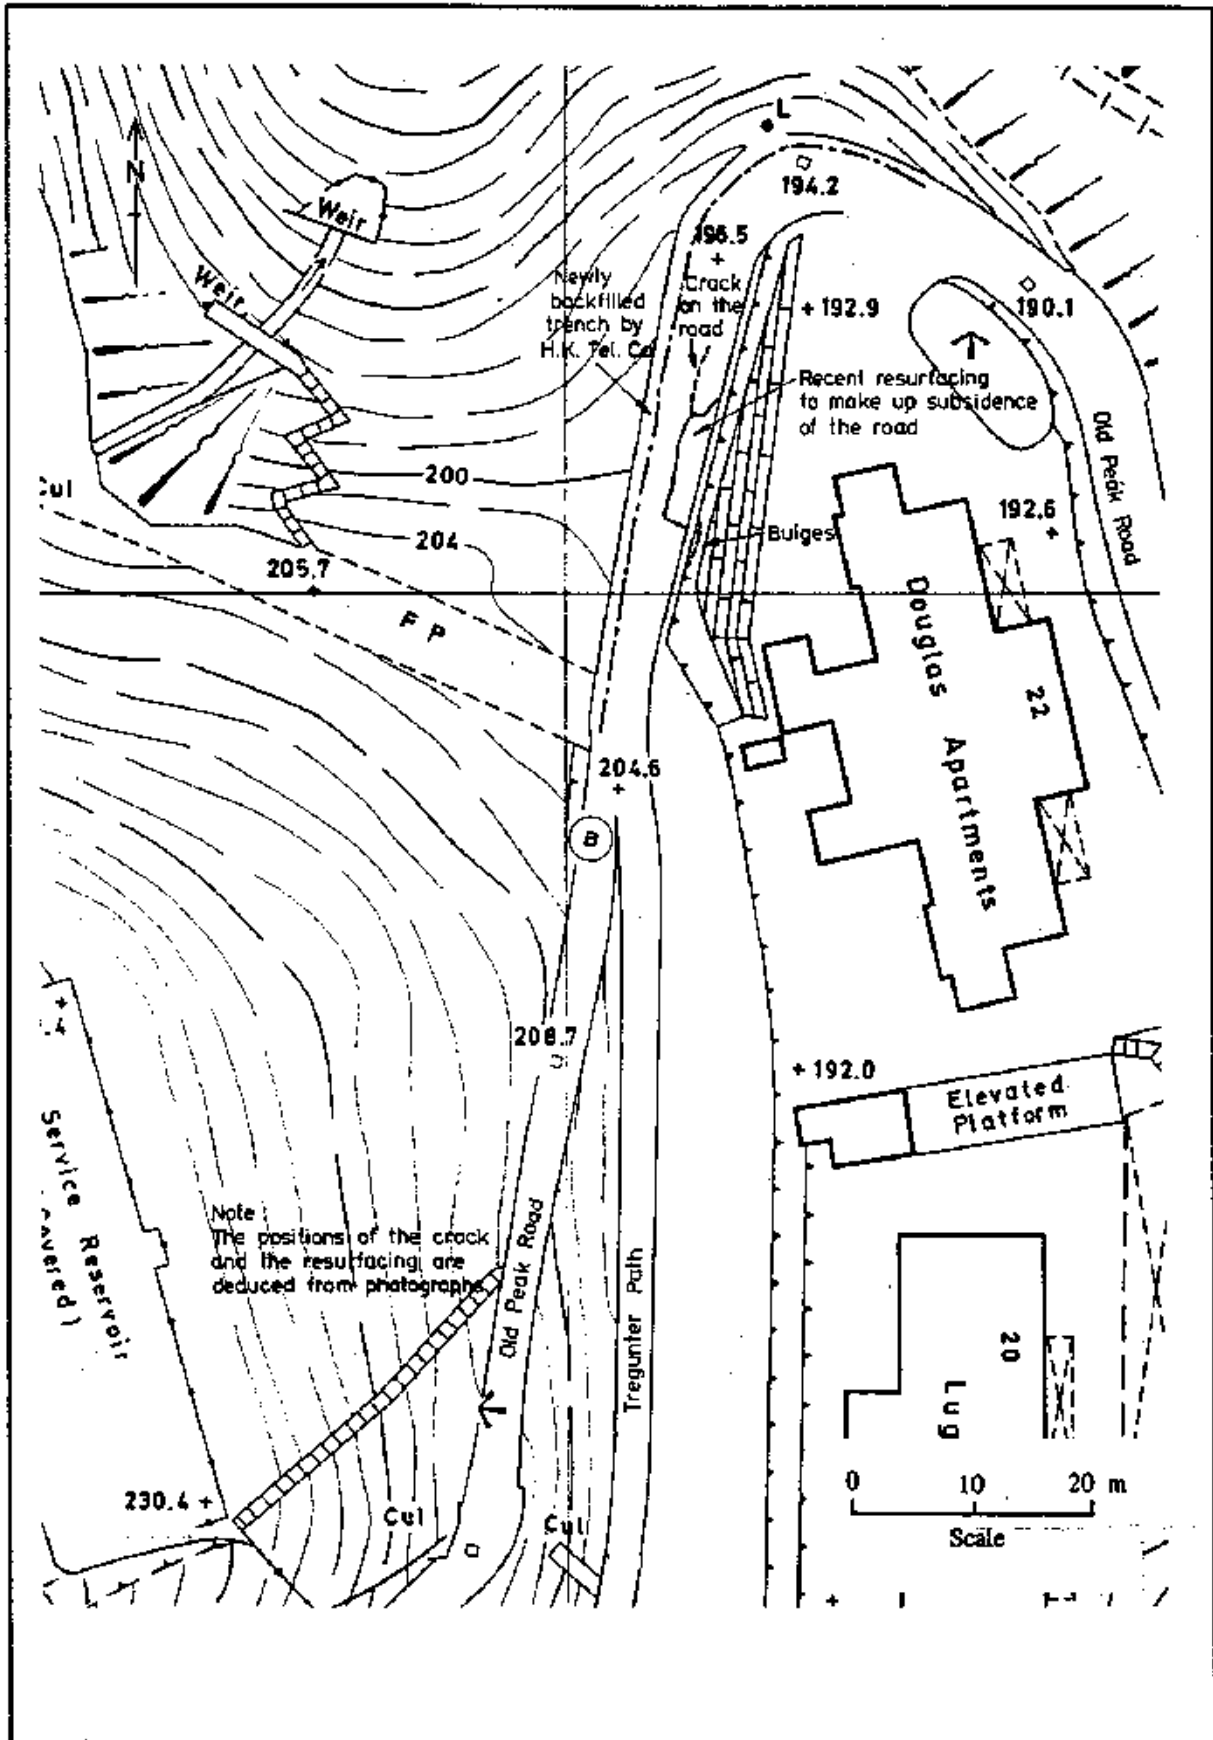 L
194.2
N
Weir
196.5
Weir
Newly
backfilled
trench by
H.K. Tel. Co
Crack
on the
road
+ 192.9
190.1
Recent resurfacing
to make up subsidence
of the road
Old Peak Road
200
Cul
192.6
Bulges
204
205.7
F P
Douglas Apartments
22
204.6
B
208.7
+ 192.0
Elevated
Platform
Service Reservoir
Note :
The positions of the crack
and the resurfacing are
deduced from photographs
Old Peak Road
Tregunter Path
20
Lug
0 10 20 m
Scale
230.4 +
Cul
Cul